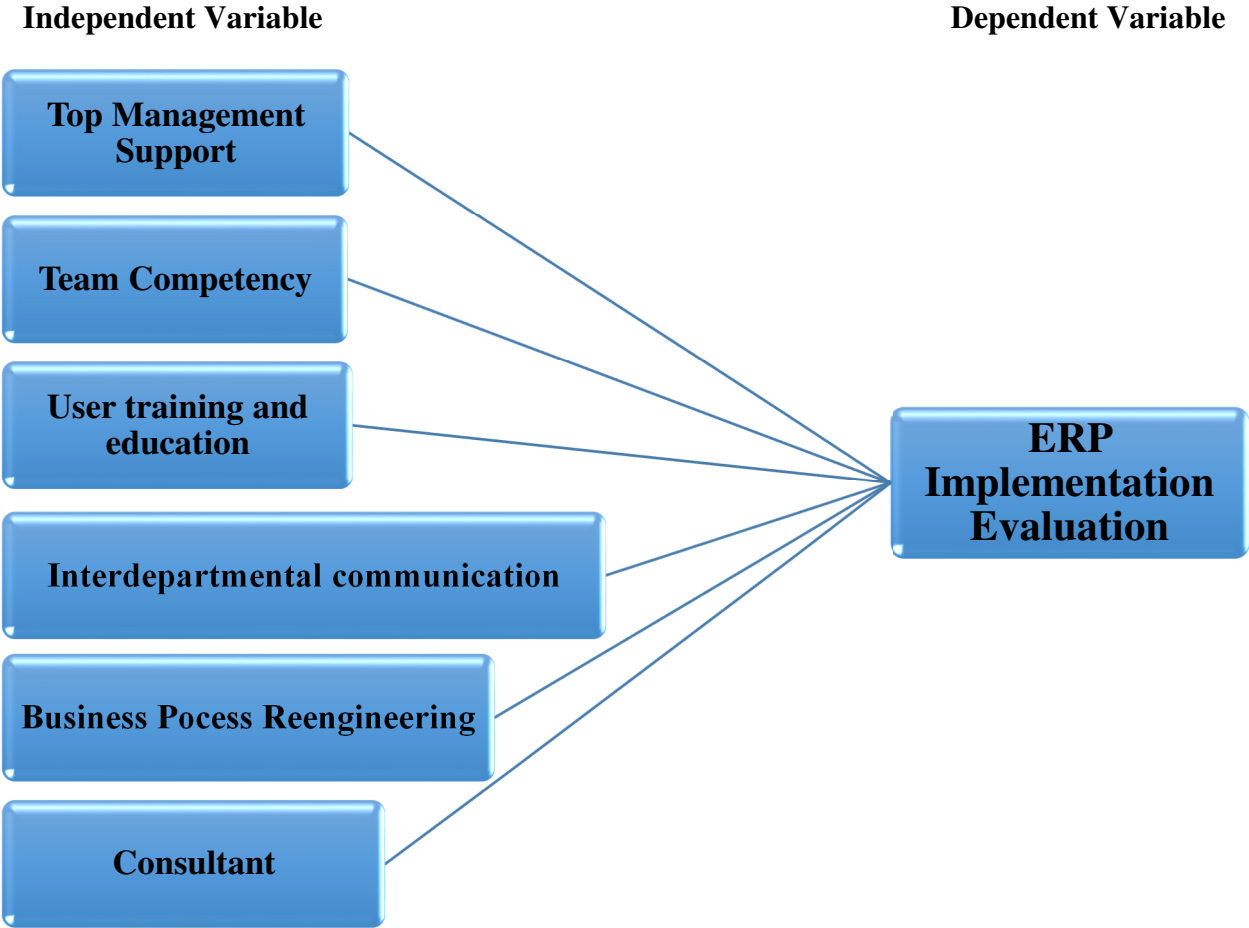 Independent Variable
Dependent Variable
Top Management
Support
Team Competency
User training and
education
Interdepartmental communication
Business Pocess Reengineering
Consultant
ERP
Implementation
Evaluation